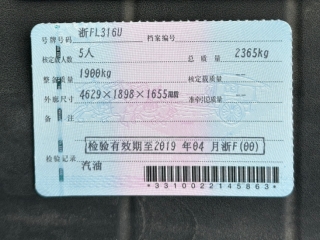 号牌号码 浙FL316U 档案编号
核定载人数 5人 总质量 2365kg
整备质量 1900kg 核定载质量 --
外廓尺寸 4629×1898×1655mm 准牵引总质量 --
备注
检验有效期至2019 年04 月浙F(00)
检验记录 汽油
*3310022145863*